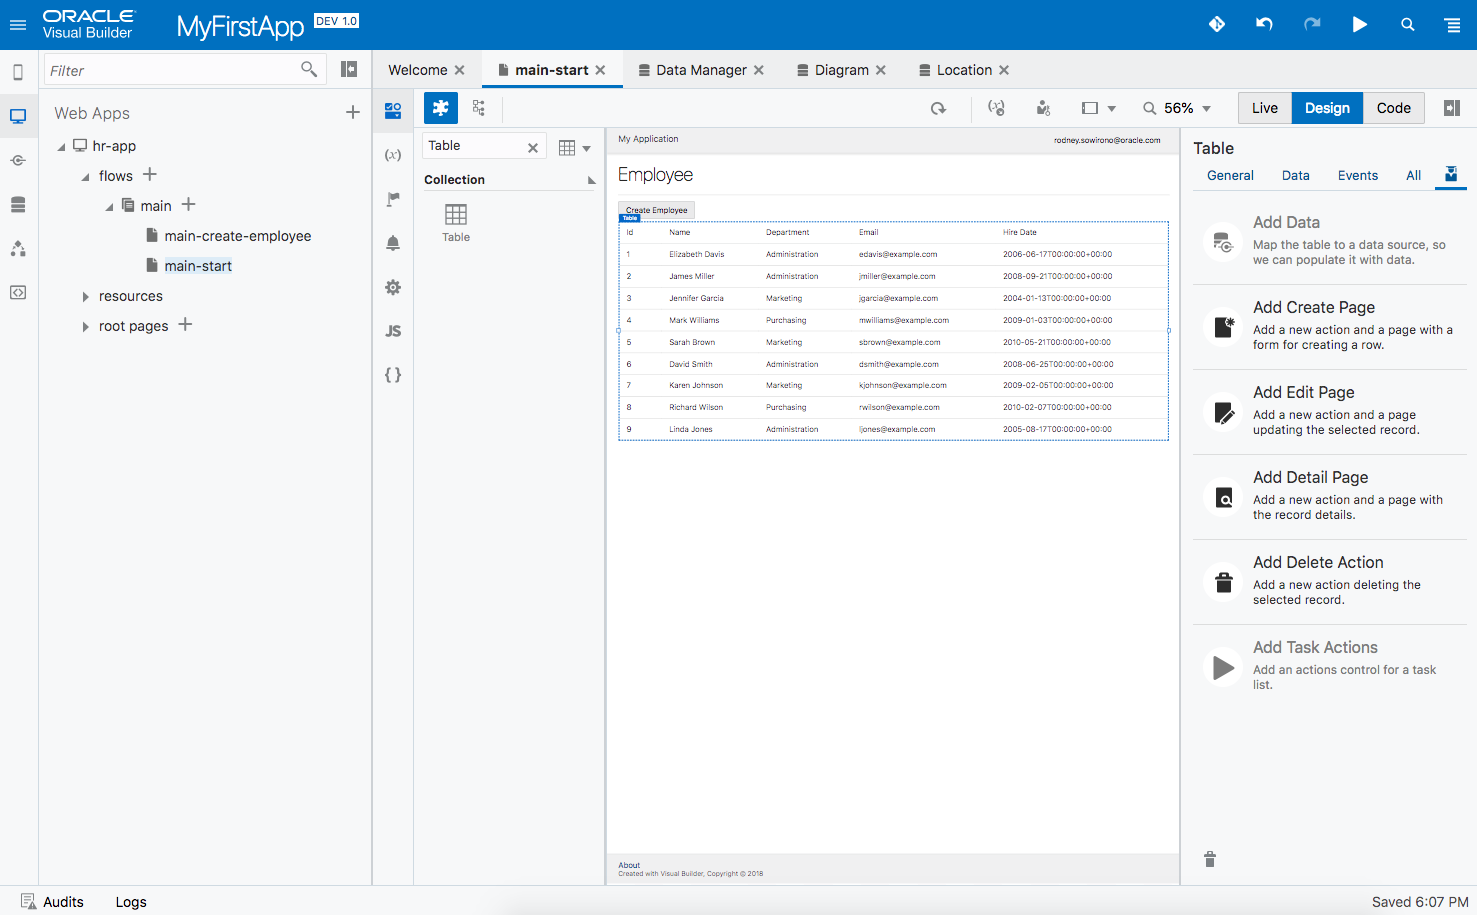 ORACLE
Visual Builder
MyFirstApp DEV 1.0
Filter
Web Apps
hr-app
flows
main
main-create-employee
main-start
resources
root pages
Welcome
main-start
Data Manager
Diagram
Location
56%
Live
Design
Code
(x)
JS
{ }
Table
Collection
Table
My Application
rodney.sowirono@oracle.com
Employee
Create Employee
Table
Id Name Department Email Hire Date
1 Elizabeth Davis Administration edavis@example.com 2006-06-17T00:00:00+00:00
2 James Miller Administration jmiller@example.com 2008-09-21T00:00:00+00:00
3 Jennifer Garcia Marketing jgarcia@example.com 2004-01-13T00:00:00+00:00
4 Mark Williams Purchasing mwilliams@example.com 2009-01-03T00:00:00+00:00
5 Sarah Brown Marketing sbrown@example.com 2010-05-21T00:00:00+00:00
6 David Smith Administration dsmith@example.com 2008-06-25T00:00:00+00:00
7 Karen Johnson Marketing kjohnson@example.com 2009-02-05T00:00:00+00:00
8 Richard Wilson Purchasing rwilson@example.com 2010-02-07T00:00:00+00:00
9 Linda Jones Administration ljones@example.com 2005-08-17T00:00:00+00:00
About
Created with Visual Builder, Copyright © 2018
Table
General Data Events All
Add Data
Map the table to a data source, so
we can populate it with data.
Add Create Page
Add a new action and a page with a
form for creating a row.
Add Edit Page
Add a new action and a page
updating the selected record.
Add Detail Page
Add a new action and a page with
the record details.
Add Delete Action
Add a new action deleting the
selected record.
Add Task Actions
Add an actions control for a task
list.
Audits
Logs
Saved 6:07 PM